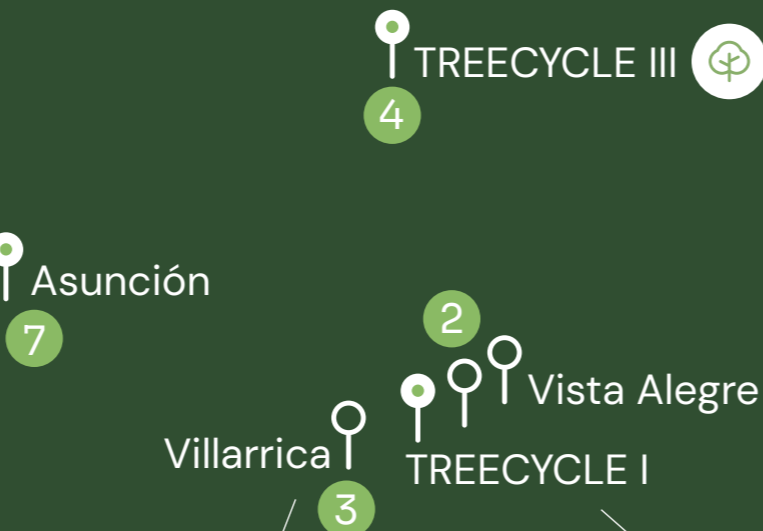 TREECYCLE III
4
Asunción
7
2
Vista Alegre
Villarrica
TREECYCLE I
3